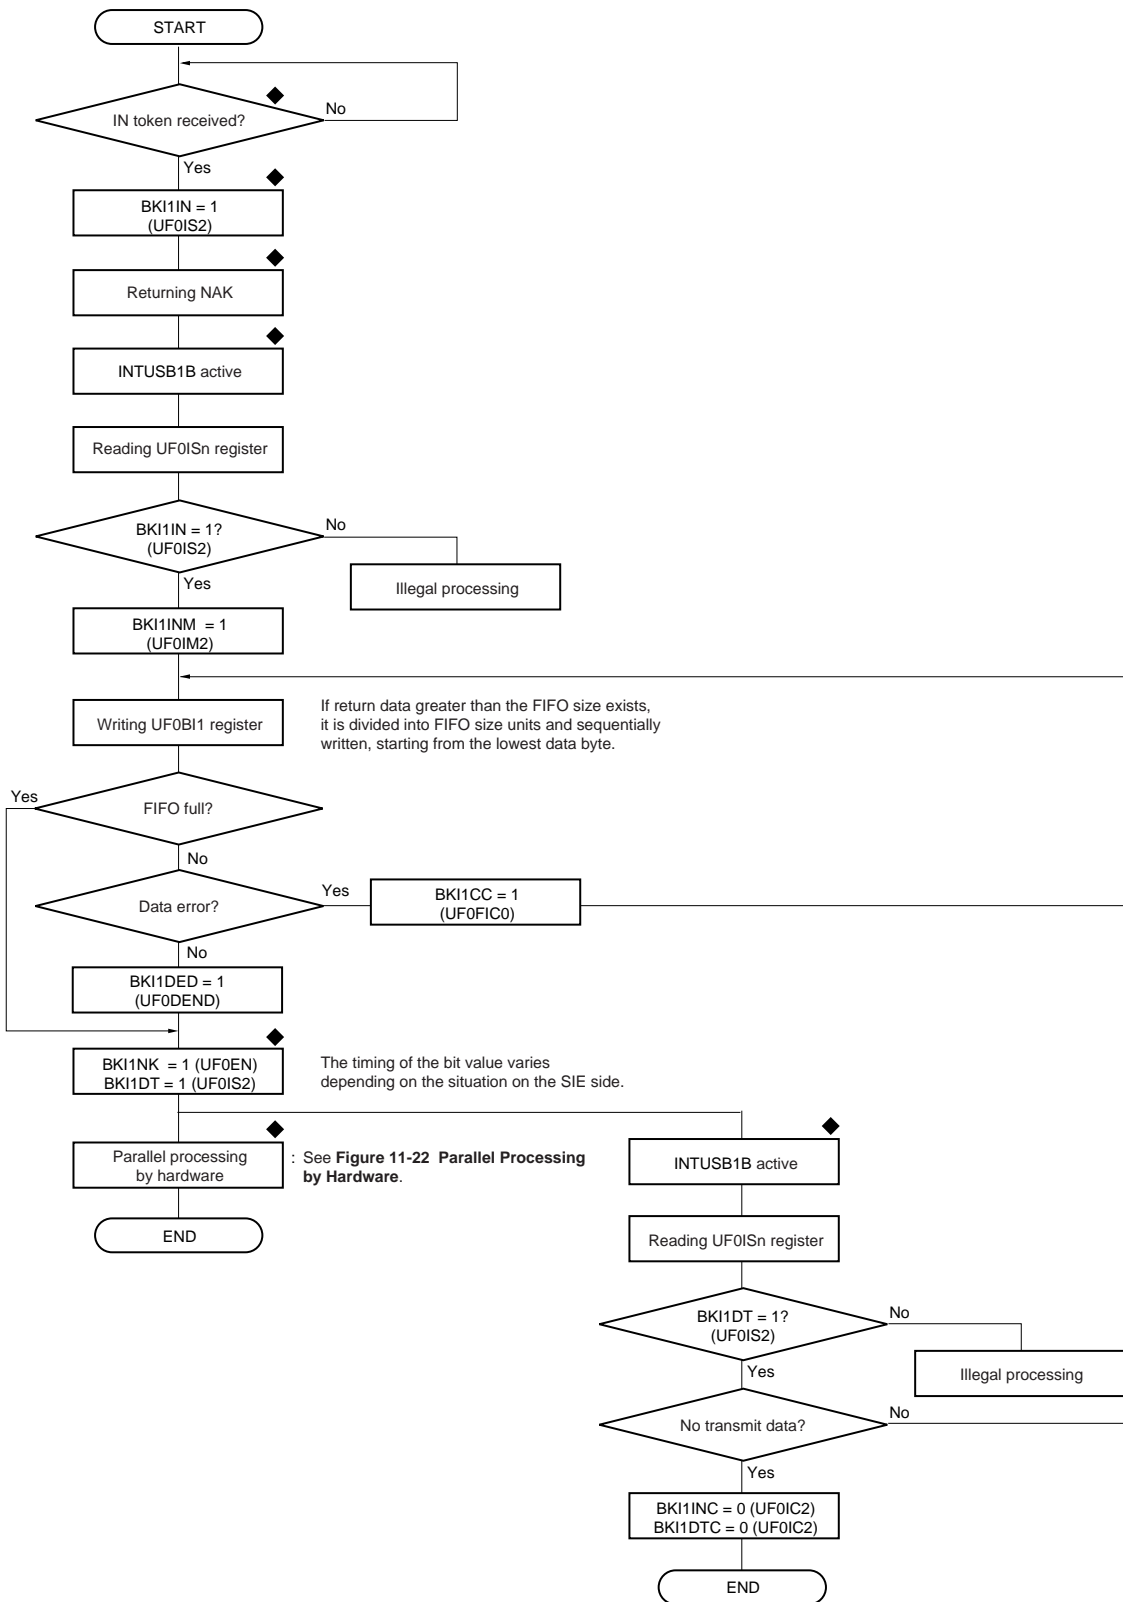 START
IN token received?
No
Yes
BKI1IN = 1
(UF0IS2)
Returning NAK
INTUSB1B active
Reading UF0ISn register
BKI1IN = 1?
(UF0IS2)
No
Illegal processing
Yes
BKI1INM = 1
(UF0IM2)
Writing UF0BI1 register
If return data greater than the FIFO size exists,
it is divided into FIFO size units and sequentially
written, starting from the lowest data byte.
Yes
FIFO full?
No
Data error?
Yes
BKI1CC = 1
(UF0FIC0)
No
BKI1DED = 1
(UF0DEND)
BKI1NK = 1 (UF0EN)
BKI1DT = 1 (UF0IS2)
The timing of the bit value varies
depending on the situation on the SIE side.
Parallel processing
by hardware
: See Figure 11-22 Parallel Processing
by Hardware.
END
INTUSB1B active
Reading UF0ISn register
BKI1DT = 1?
(UF0IS2)
No
Illegal processing
Yes
No transmit data?
No
Yes
BKI1INC = 0 (UF0IC2)
BKI1DTC = 0 (UF0IC2)
END